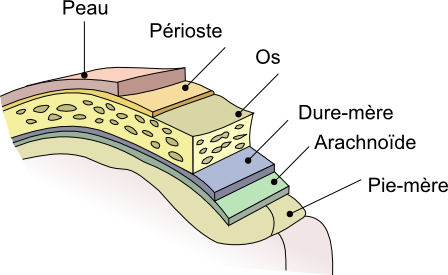 Peau
Périoste
Os
Dure-mère
Arachnoïde
Pie-mère